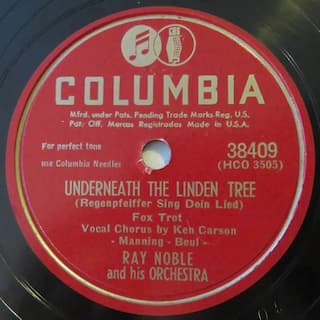 COLUMBIA
Mfrd. under Pats. Pending Trade Marks Reg. U.S.
Pat. Off. Marcas Registradas Made in U.S.A.
For perfect tone
use Columbia Needles
38409
(HCO 3505)
UNDERNEATH THE LINDEN TREE
(Regenpfeiffer Sing Dein Lied)
Fox Trot
Vocal Chorus by Ken Carson
- Manning - Beul -
RAY NOBLE
and his ORCHESTRA